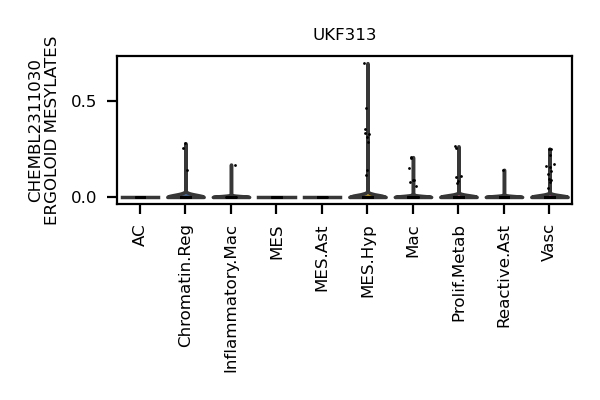 UKF313
CHEMBL2311030
ERGOLOID MESYLATES
0.5
0.0
AC
Chromatin.Reg
Inflammatory.Mac
MES
MES.Ast
MES.Hyp
Mac
Prolif.Metab
Reactive.Ast
Vasc